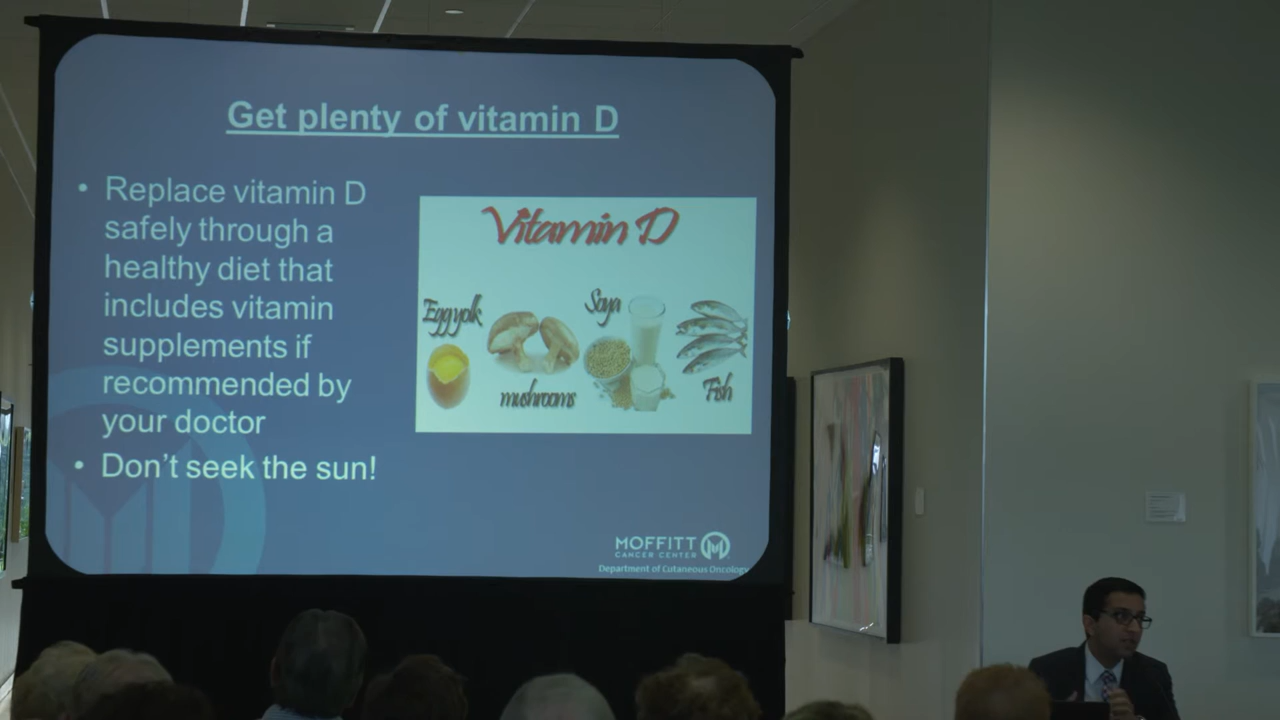 Get plenty of vitamin D
• Replace vitamin D
safely through a
healthy diet that
includes vitamin
supplements if
recommended by
your doctor
• Don't seek the sun!
Vitamin D
Egg yolk
mushrooms
Soya
Fish
MOFFITT
CANCER CENTER
Department of Cutaneous Oncology